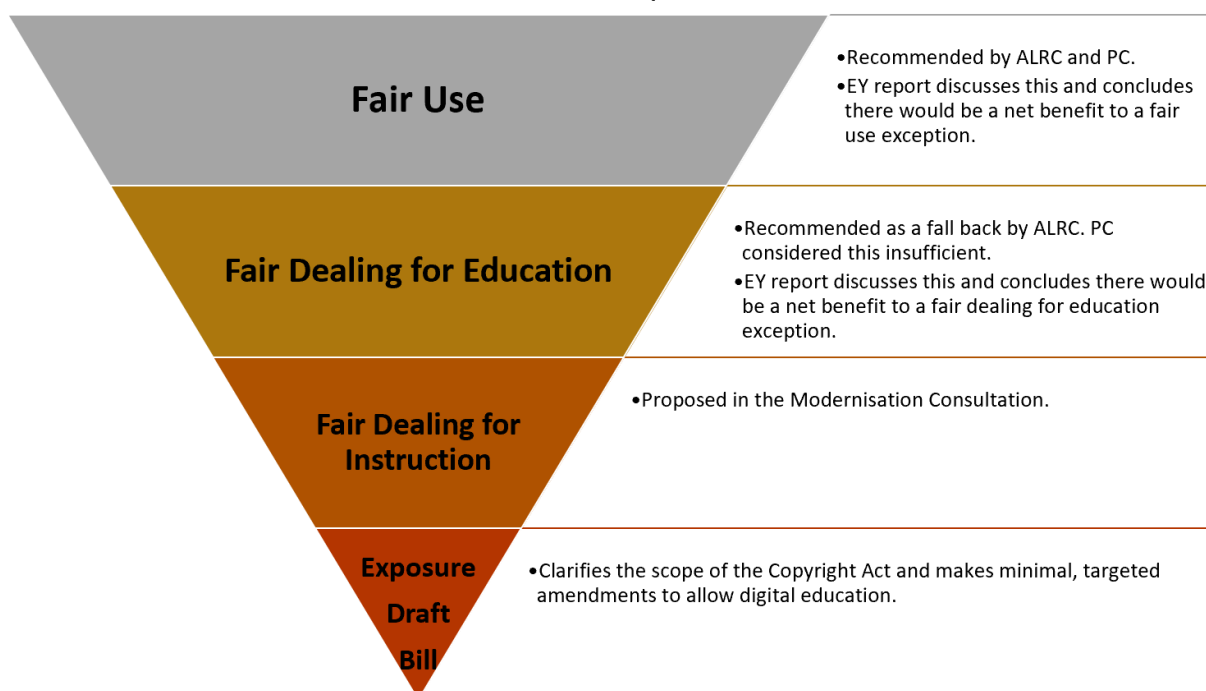 Fair Use
•Recommended by ALRC and PC.
•EY report discusses this and concludes
there would be a net benefit to a fair
use exception.
Fair Dealing for Education
•Recommended as a fall back by ALRC. PC
considered this insufficient.
•EY report discusses this and concludes there would
be a net benefit to a fair dealing for education
exception.
Fair Dealing for
Instruction
•Proposed in the Modernisation Consultation.
Exposure
Draft
Bill
•Clarifies the scope of the Copyright Act and makes minimal, targeted
amendments to allow digital education.